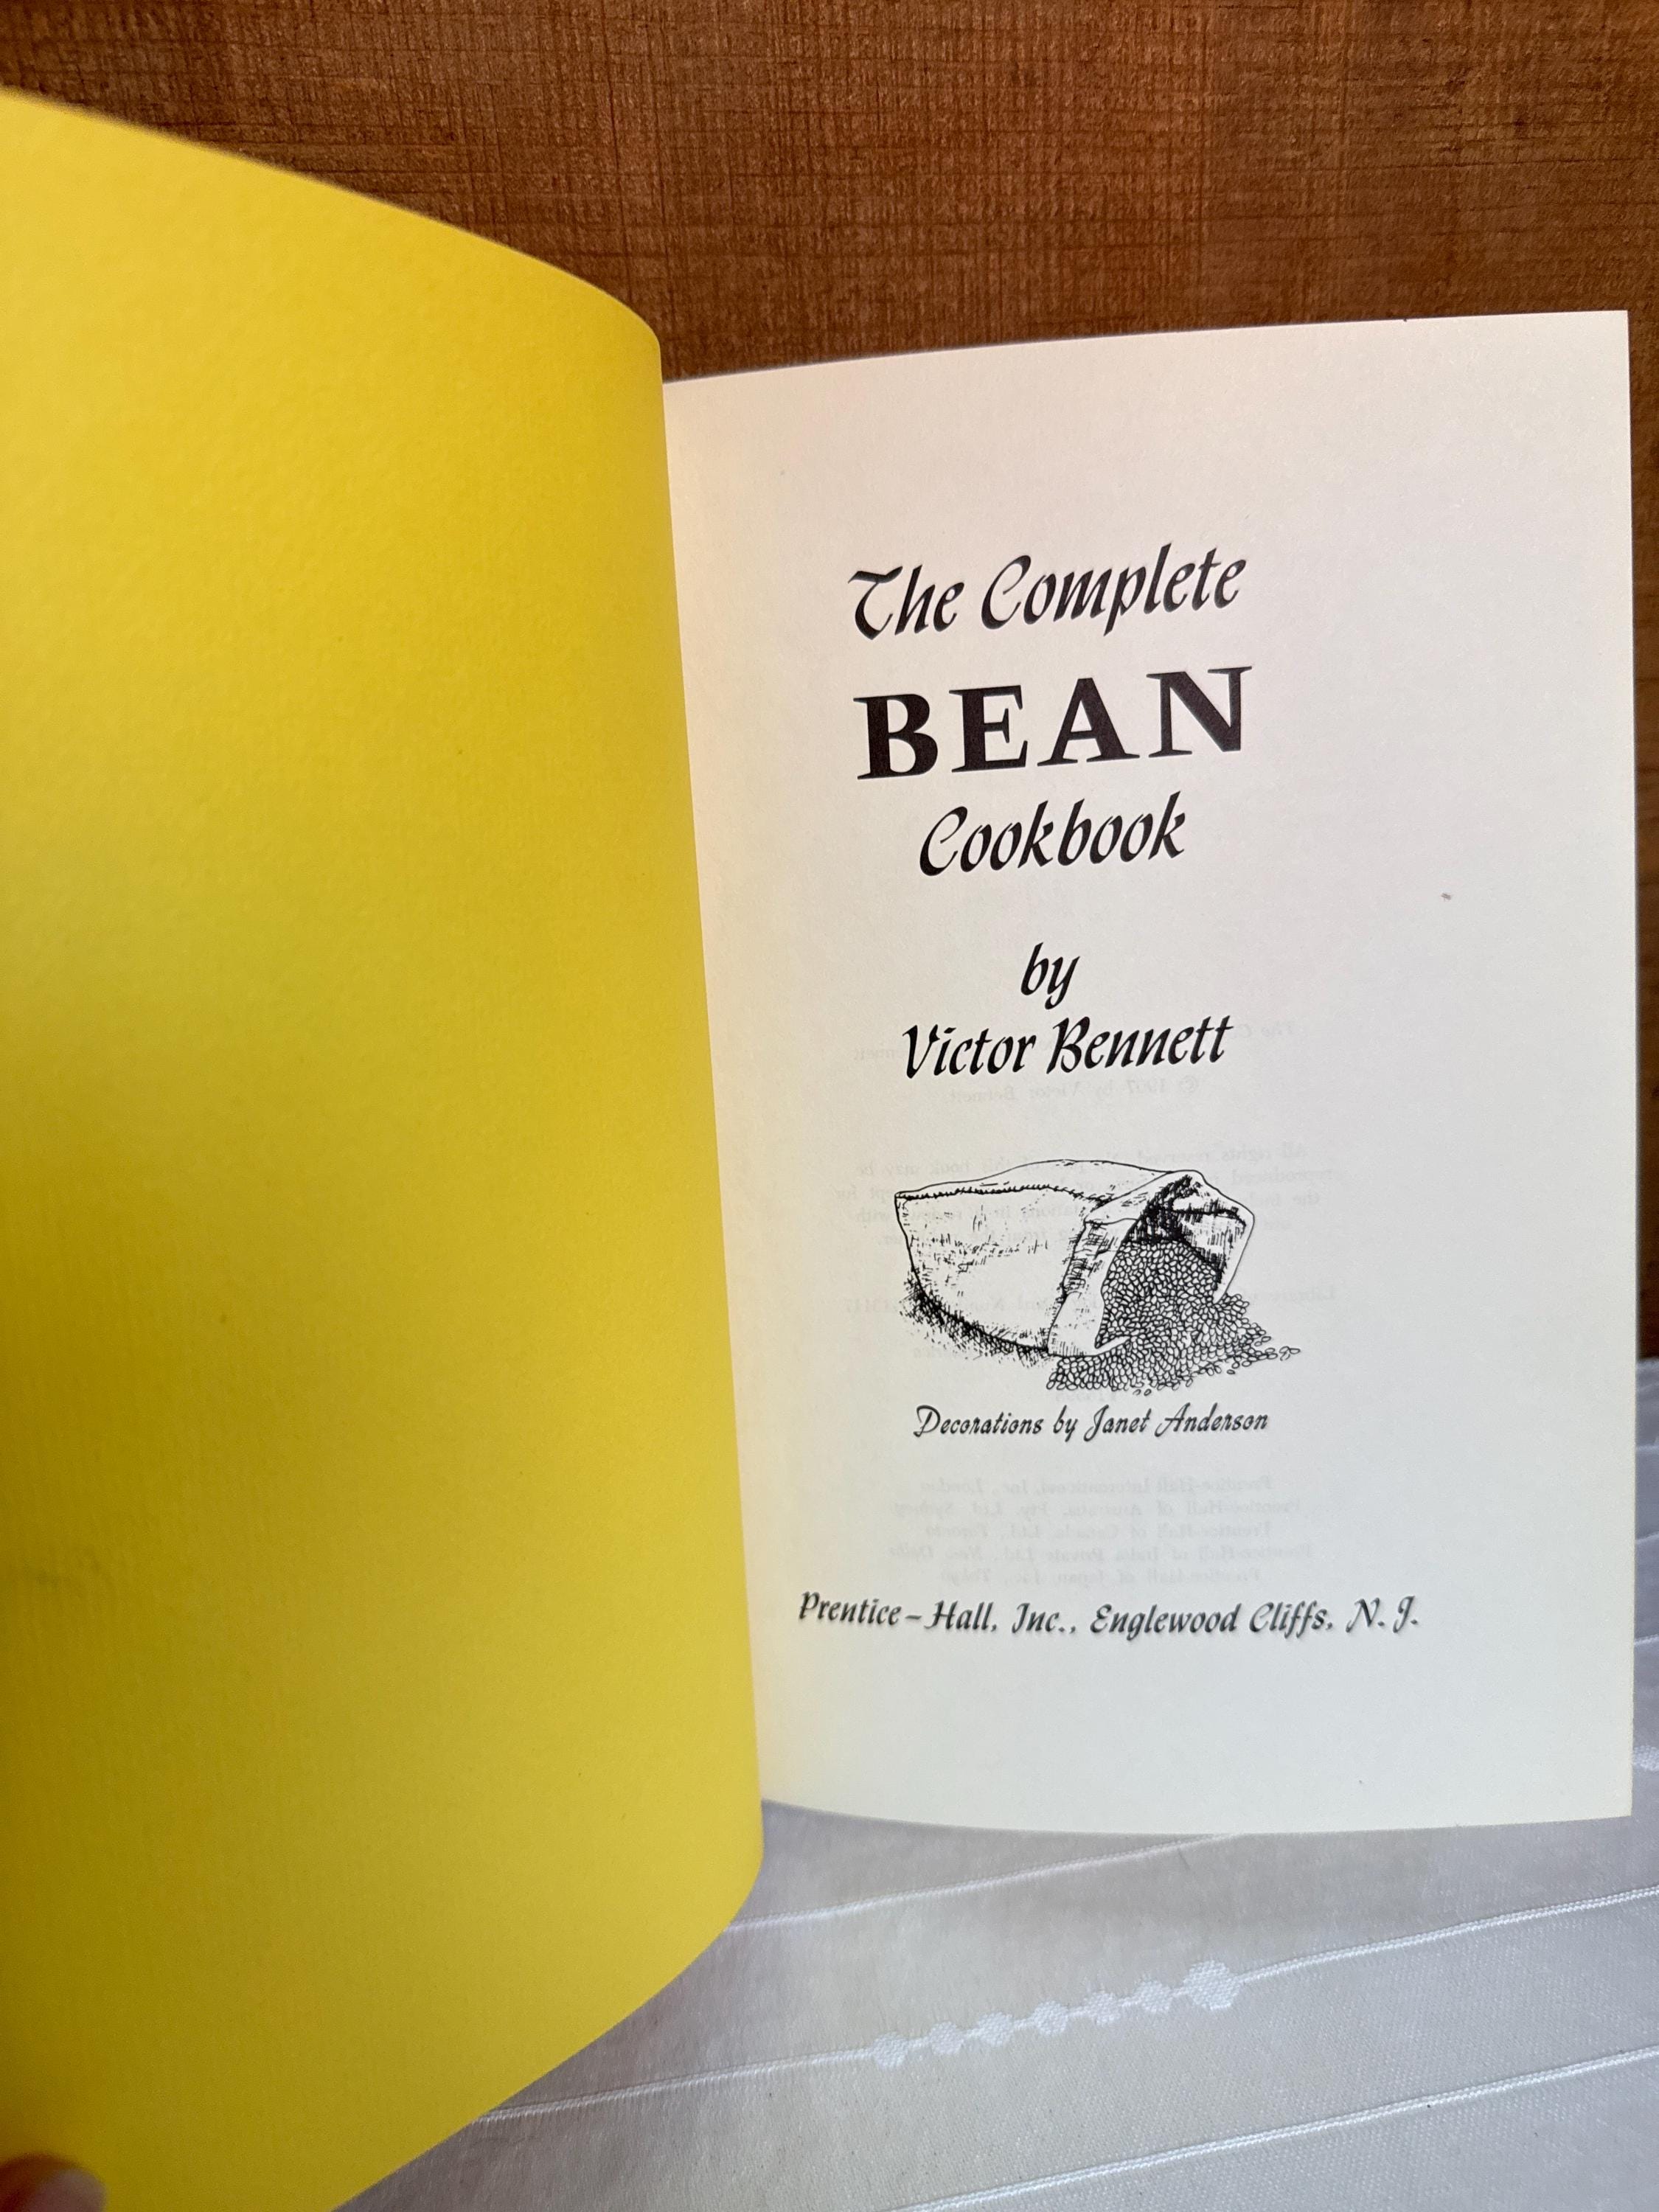 The Complete
BEAN
Cookbook
by
Victor Bennett
Decorations by Janet Anderson
Prentice-Hall, Inc., Englewood Cliffs, N. J.